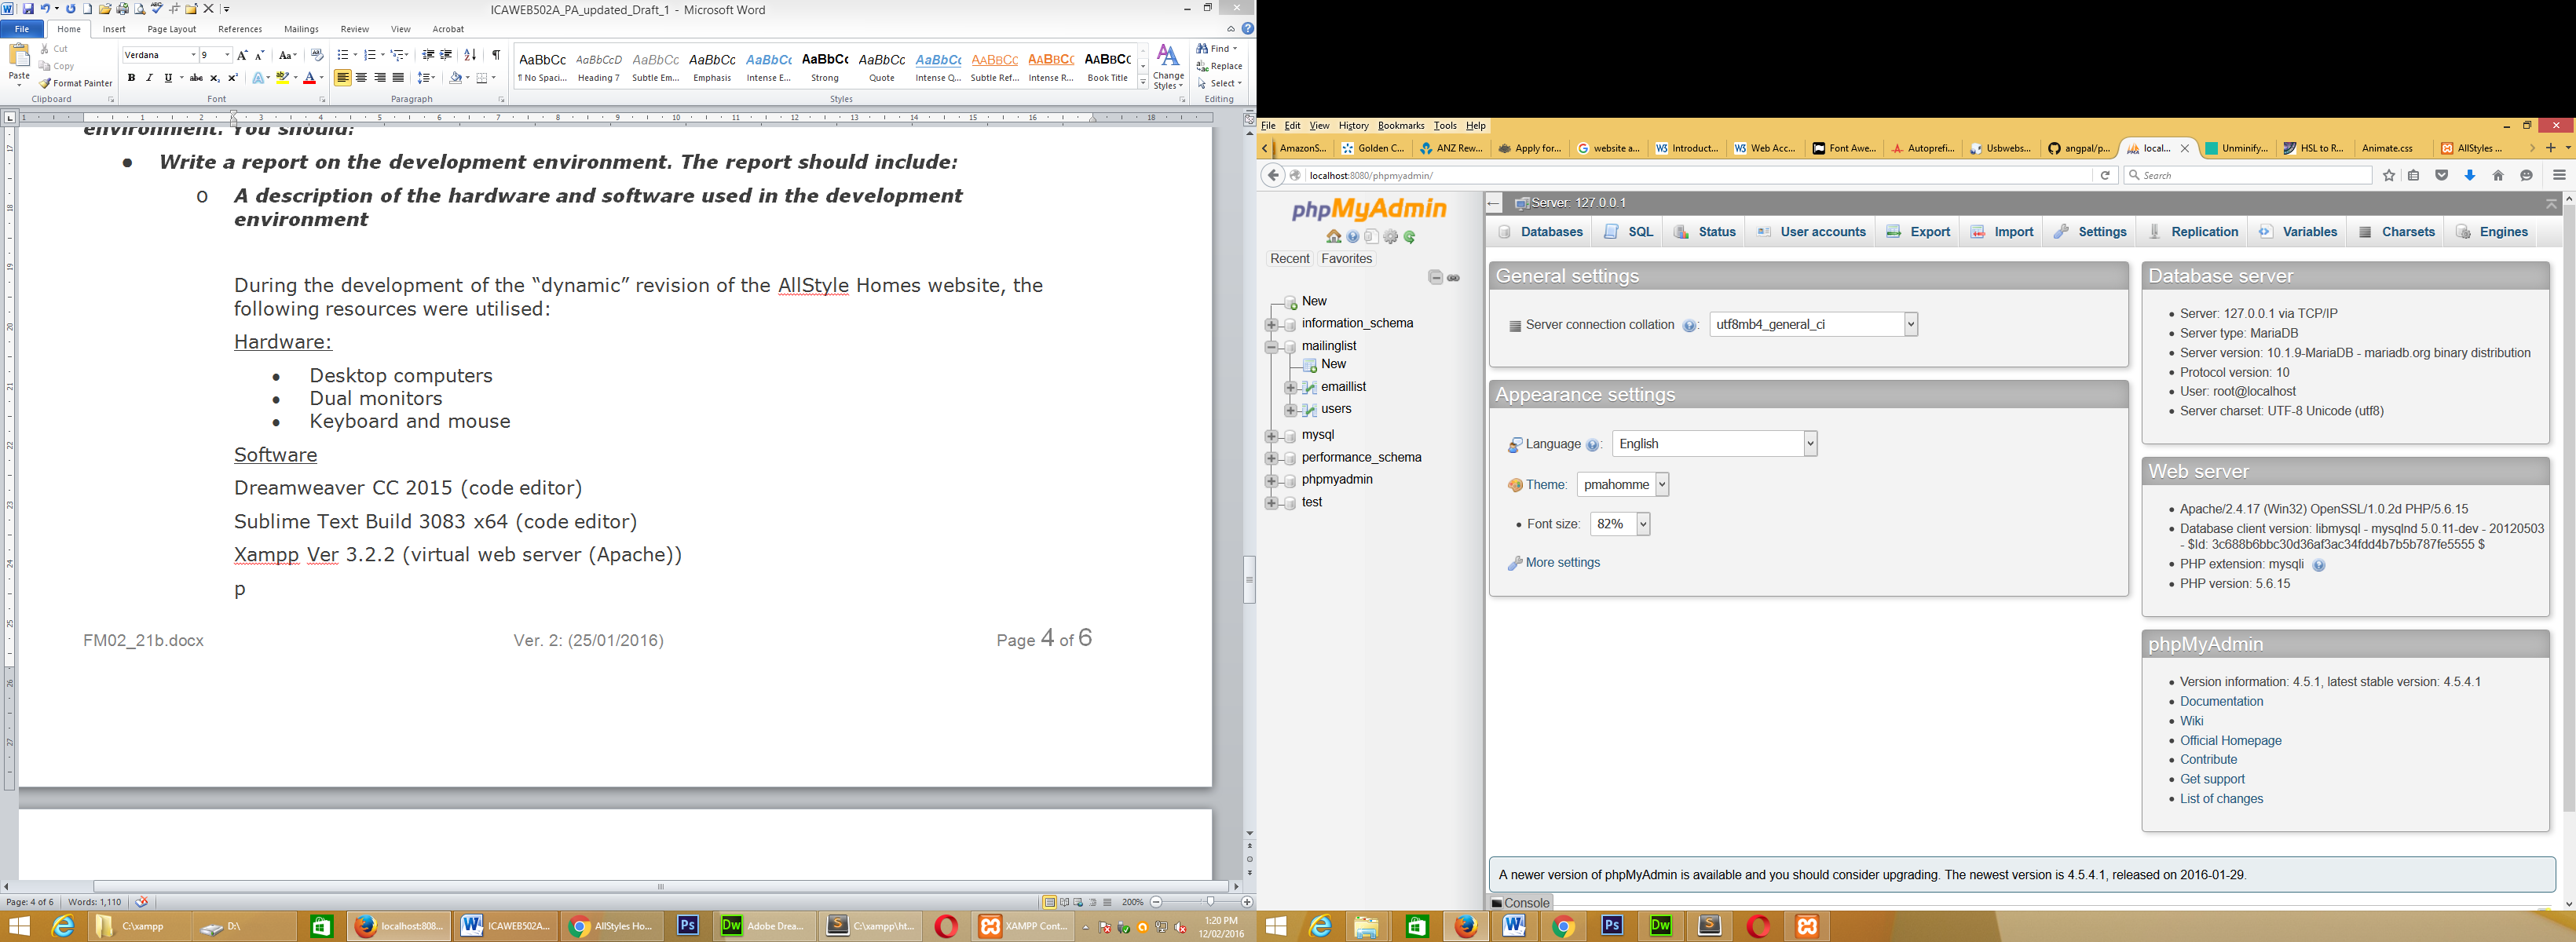 ICAWEB502A_PA_updated_Draft_1 - Microsoft Word
File Home Insert Page Layout References Mailings Review View Acrobat
Paste
Cut
Copy
Format Painter
Clipboard
Verdana 9
Font
Paragraph
AaBbCc AaBbCcD AaBbCc AaBbCc AaBbCc AaBbCc AaBbCc AaBbCc AaBbCc AaBbCc AaBbCc
¶ No Spaci... Heading 7 Subtle Em... Emphasis Intense E... Strong Quote Intense Q... Subtle Ref... Intense R... Book Title
Styles
Change Styles
Find
Replace
Select
Editing
environment. You should:
● Write a report on the development environment. The report should include:
o A description of the hardware and software used in the development
environment
During the development of the “dynamic” revision of the AllStyle Homes website, the
following resources were utilised:
Hardware:
• Desktop computers
• Dual monitors
• Keyboard and mouse
Software
Dreamweaver CC 2015 (code editor)
Sublime Text Build 3083 x64 (code editor)
Xampp Ver 3.2.2 (virtual web server (Apache))
p
FM02_21b.docx Ver. 2: (25/01/2016) Page 4 of 6
Page: 4 of 6 Words: 1,110 200%
C:\xampp D:\ localhost:808... ICAWEB502A... AllStyles Ho... Adobe Drea... C:\xampp\ht... XAMPP Cont... 1:20 PM
12/02/2016
File Edit View History Bookmarks Tools Help
AmazonS... Golden C... ANZ Rew... Apply for... website a... Introduct... Web Acc... Font Awe... Autoprefi... Usbwebs... angpal/p... local... Unminify... HSL to R... Animate.css AllStyles ...
localhost:8080/phpmyadmin/ Search
phpMyAdmin
Recent Favorites
New
information_schema
mailinglist
New
emaillist
users
mysql
performance_schema
phpmyadmin
test
Server: 127.0.0.1
Databases SQL Status User accounts Export Import Settings Replication Variables Charsets Engines
General settings
Server connection collation : utf8mb4_general_ci
Appearance settings
Language : English
Theme: pmahomme
• Font size: 82%
More settings
Database server
• Server: 127.0.0.1 via TCP/IP
• Server type: MariaDB
• Server version: 10.1.9-MariaDB - mariadb.org binary distribution
• Protocol version: 10
• User: root@localhost
• Server charset: UTF-8 Unicode (utf8)
Web server
• Apache/2.4.17 (Win32) OpenSSL/1.0.2d PHP/5.6.15
• Database client version: libmysql - mysqlnd 5.0.11-dev - 20120503
- $Id: 3c688b6bbc30d36af3ac34fdd4b7b5b787fe5555 $
• PHP extension: mysqli
• PHP version: 5.6.15
phpMyAdmin
• Version information: 4.5.1, latest stable version: 4.5.4.1
• Documentation
• Wiki
• Official Homepage
• Contribute
• Get support
• List of changes
A newer version of phpMyAdmin is available and you should consider upgrading. The newest version is 4.5.4.1, released on 2016-01-29.
Console